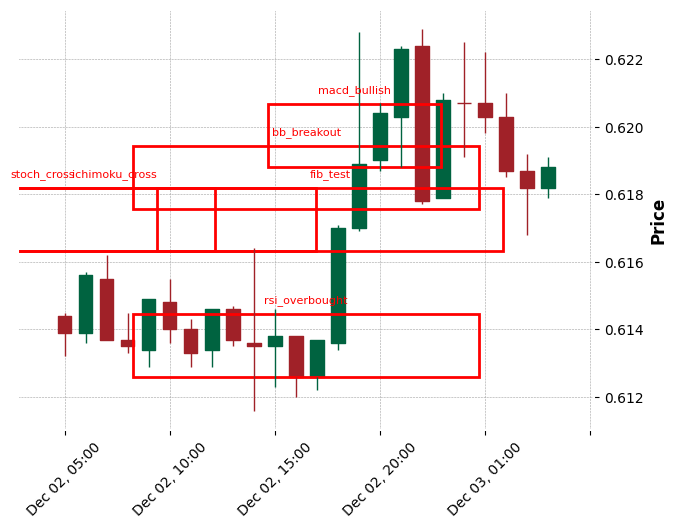 macd_bullish
bb_breakout
stoch_cross
ichimoku_cross
fib_test
rsi_overbought
0.622
0.620
0.618
0.616
0.614
0.612
Price
Dec 02, 05:00
Dec 02, 10:00
Dec 02, 15:00
Dec 02, 20:00
Dec 03, 01:00